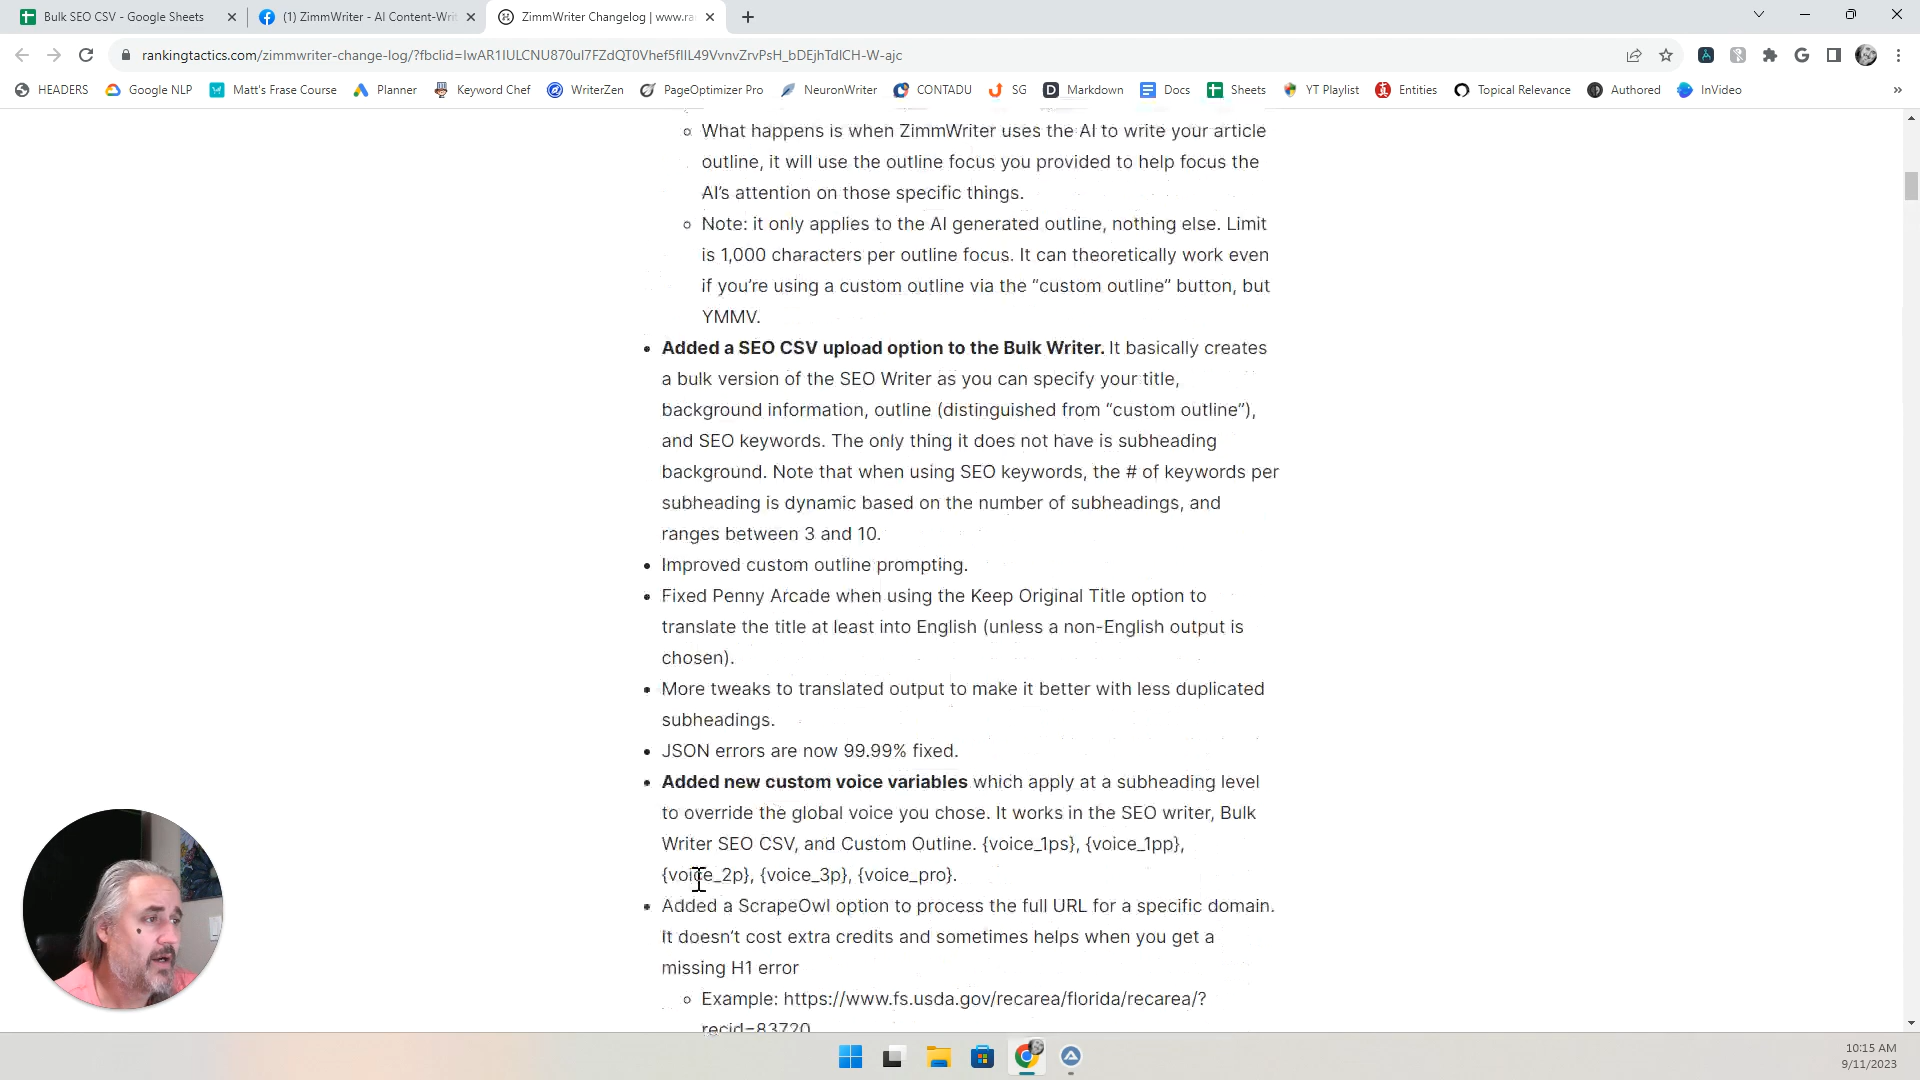 Bulk SEO CSV - Google Sheets
(1) ZimmWriter - AI Content-Writ
ZimmWriter Changelog | www.ra
rankingtactics.com/zimmwriter-change-log/?fbclid=
HEADERS
Google NLP
Matt's Frase Course
Planner
Keyword Chef
WriterZen
PageOptimizer Pro
NeuronWriter
CONTADU
SG
Markdown
Docs
Sheets
YT Playlist
Entities
Topical Relevance
Authored
InVideo
What happens is when ZimmWriter uses the AI to write your article
outline, it will use the outline focus you provided to help focus the
AI's attention on those specific things.
Note: it only applies to the AI generated outline, nothing else. Limit
is 1,000 characters per outline focus. It can theoretically work even
if you're using a custom outline via the “custom outline” button, but
YMMV.
Added a SEO CSV upload option to the Bulk Writer. It basically creates
a bulk version of the SEO Writer as you can specify your title,
background information, outline (distinguished from “custom outline”),
and SEO keywords. The only thing it does not have is subheading
background. Note that when using SEO keywords, the # of keywords per
subheading is dynamic based on the number of subheadings, and
ranges between 3 and 10.
Improved custom outline prompting.
Fixed Penny Arcade when using the Keep Original Title option to
translate the title at least into English (unless a non-English output is
chosen).
More tweaks to translated output to make it better with less duplicated
subheadings.
JSON errors are now 99.99% fixed.
Added new custom voice variables which apply at a subheading level
to override the global voice you chose. It works in the SEO writer, Bulk
Writer SEO CSV, and Custom Outline. {voice_1ps}, {voice_1pp},
{voice_2p}, {voice_3p}, {voice_pro}.
Added a ScrapeOwl option to process the full URL for a specific domain.
It doesn't cost extra credits and sometimes helps when you get a
missing H1 error
Example: https://www.fs.usda.gov/recarea/florida/recarea/?
recid=83720
10:15 AM
9/11/2023